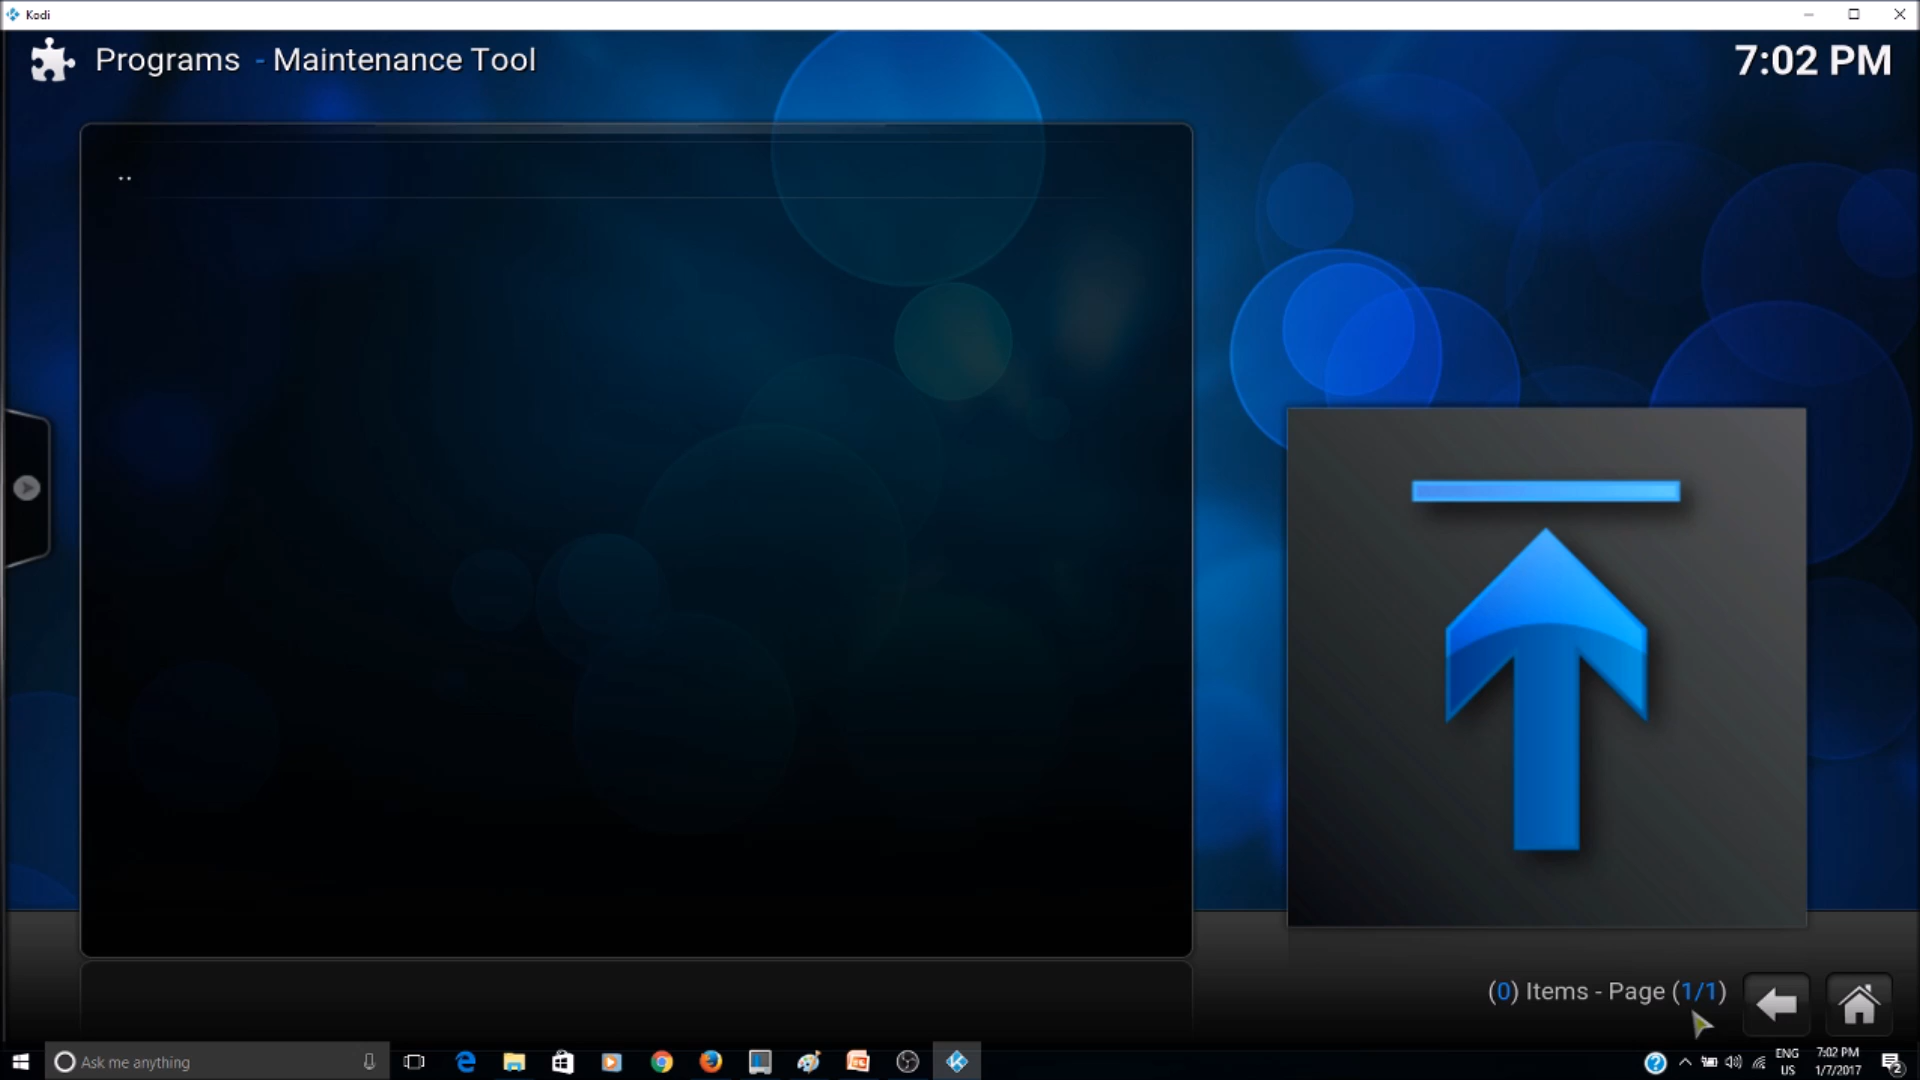 Kodi
Programs - Maintenance Tool
7:02 PM
..
(0) Items - Page (1/1)
Ask me anything
ENG
US
7:02 PM
1/7/2017
2